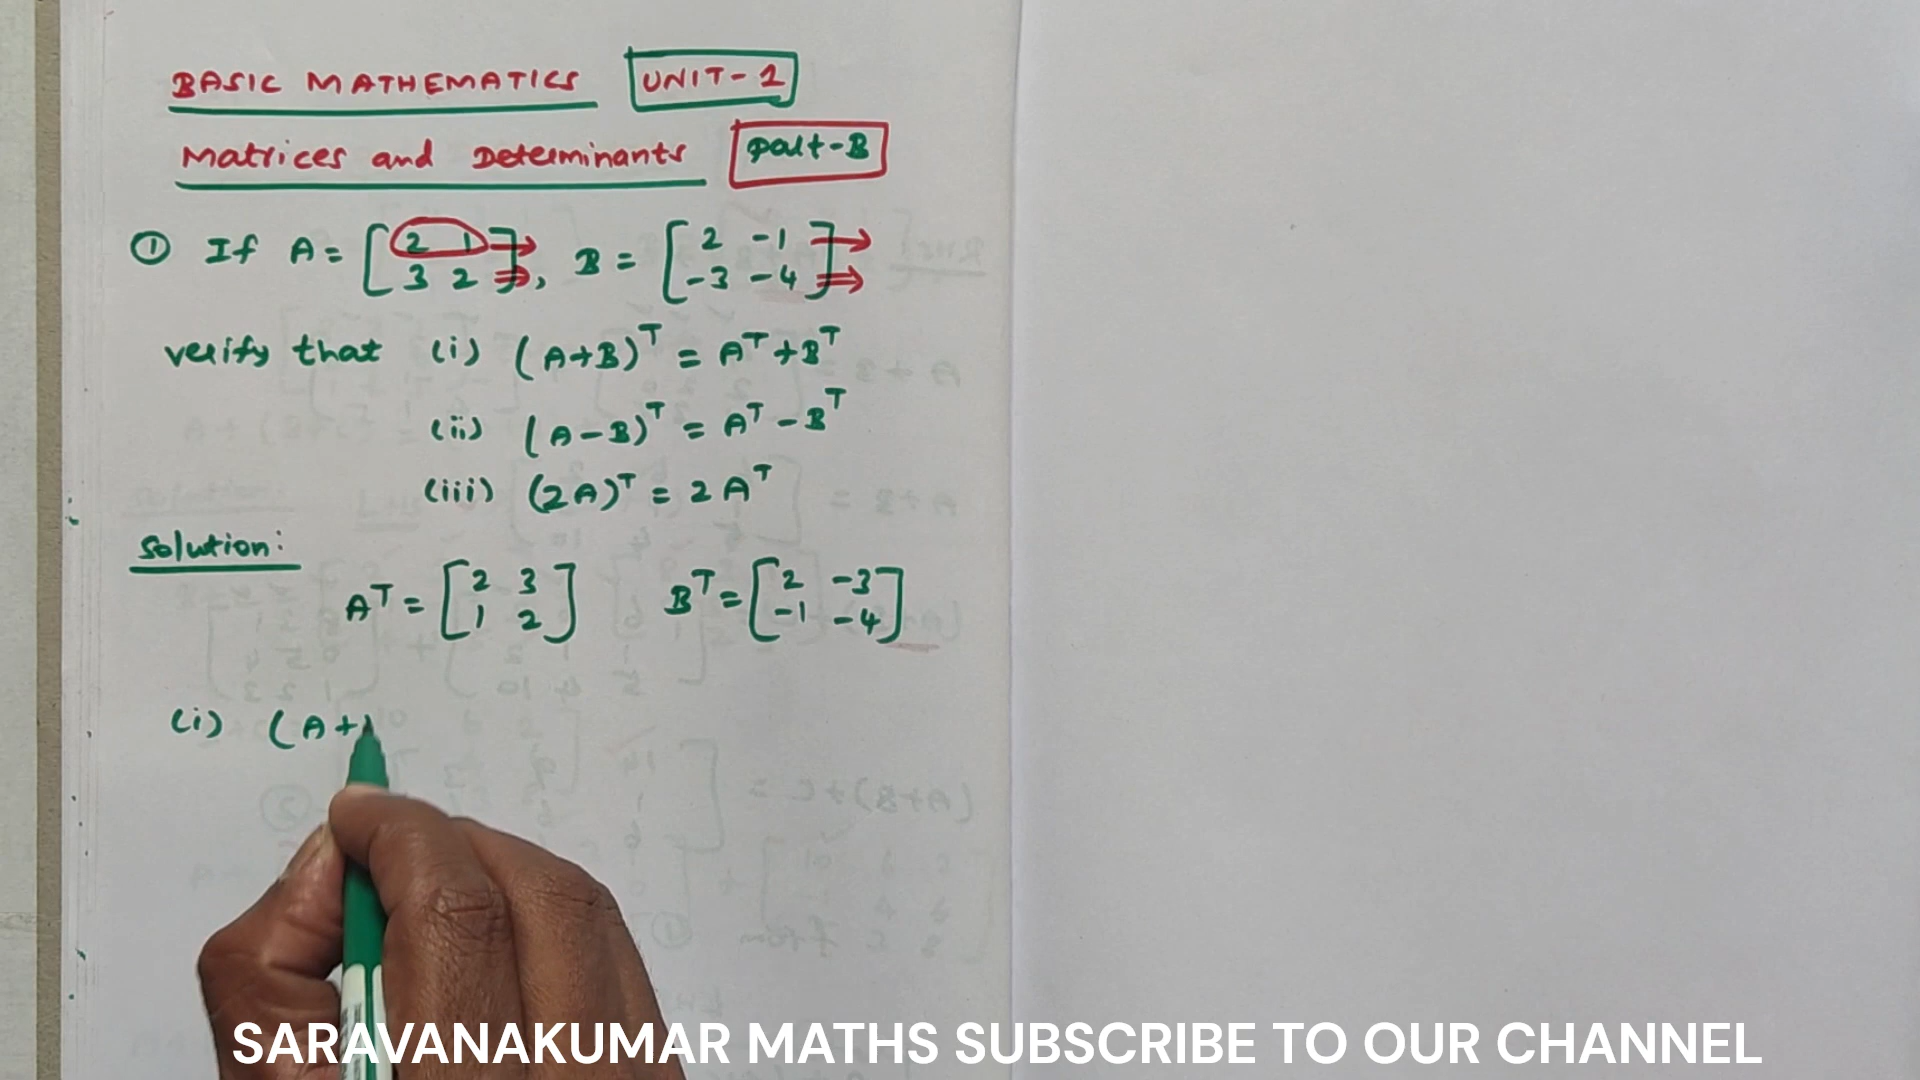 BASIC MATHEMATICS UNIT-1
Matrices and Determinants Part-B
① If A = [2 1
3 2], B = [2 -1
-3 -4]
verify that (i) (A+B)ᵀ = Aᵀ+Bᵀ
(ii) (A-B)ᵀ = Aᵀ-Bᵀ
(iii) (2A)ᵀ = 2Aᵀ
Solution:
Aᵀ = [2 3
1 2] Bᵀ = [2 -3
-1 -4]
(i) (A+
SARAVANAKUMAR MATHS SUBSCRIBE TO OUR CHANNEL